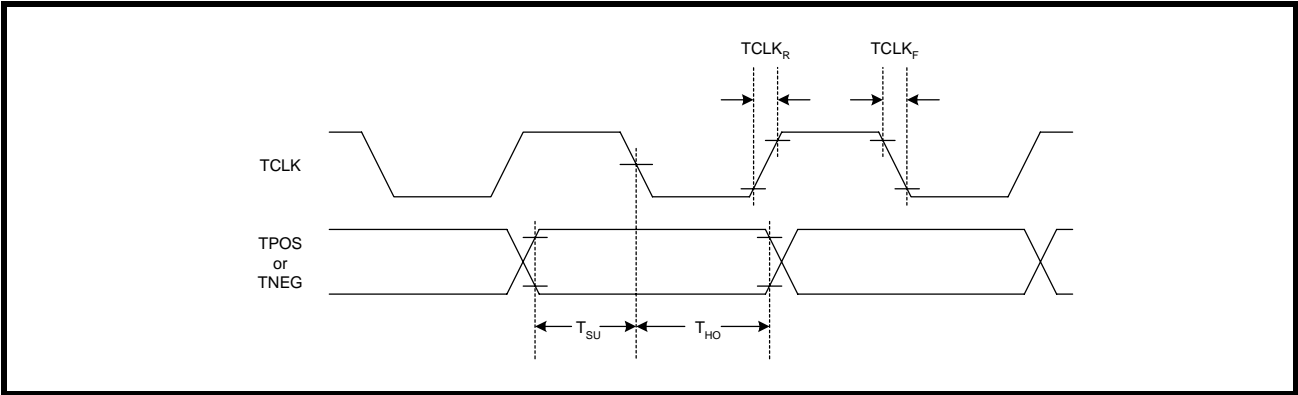 TCLK_R
TCLK_F
TCLK
TPOS
or
TNEG
T_SU
T_HO